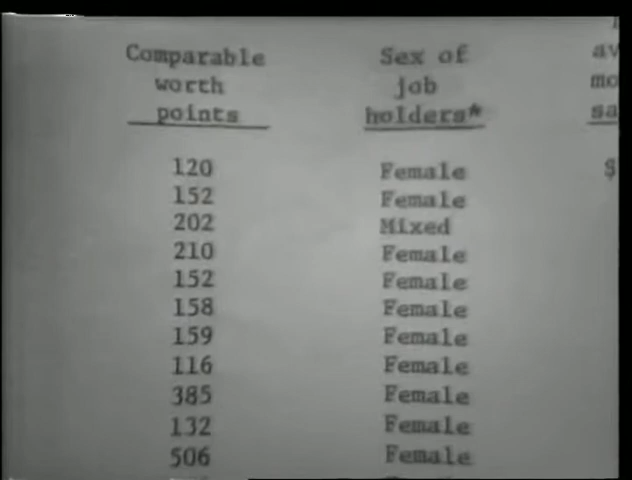 Comparable Sex of av
worth job mo
points holders* sa
120 Female $
152 Female
202 Mixed
210 Female
152 Female
158 Female
159 Female
116 Female
385 Female
132 Female
506 Female